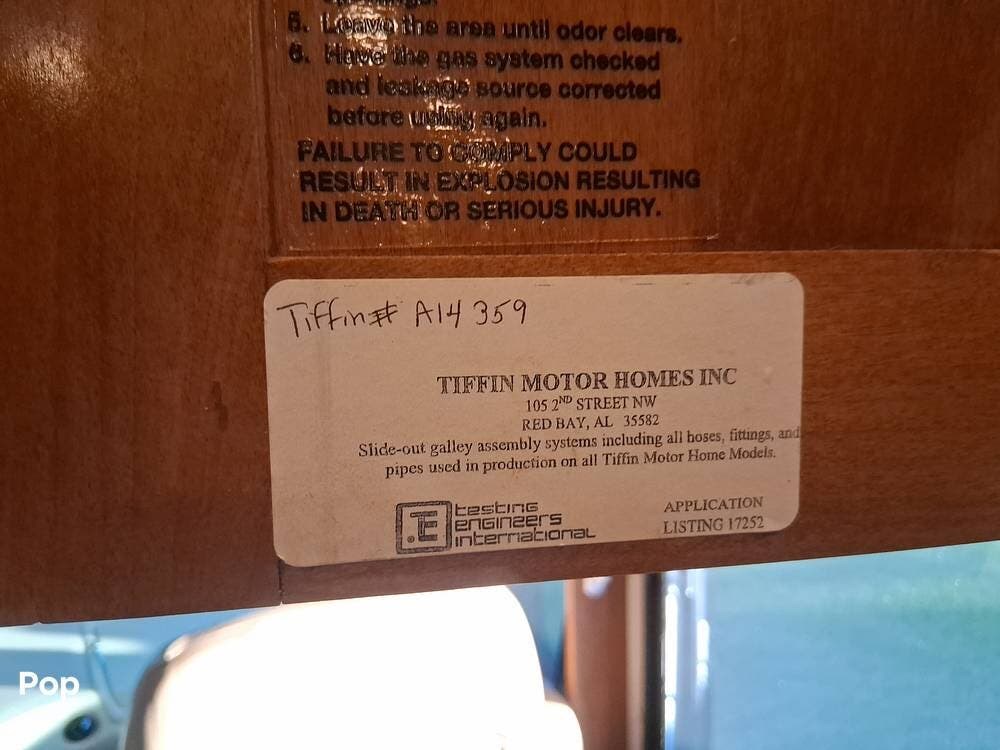 5. Leave the area until odor clears.
6. Have the gas system checked
and leakage source corrected
before using again.
FAILURE TO COMPLY COULD
RESULT IN EXPLOSION RESULTING
IN DEATH OR SERIOUS INJURY.
Tiffin# A14 359
TIFFIN MOTOR HOMES INC
105 2ND STREET NW
RED BAY, AL 35582
Slide-out galley assembly systems including all hoses, fittings, and
pipes used in production on all Tiffin Motor Home Models.
TE
testing
engineers
international
APPLICATION
LISTING 17252
Pop